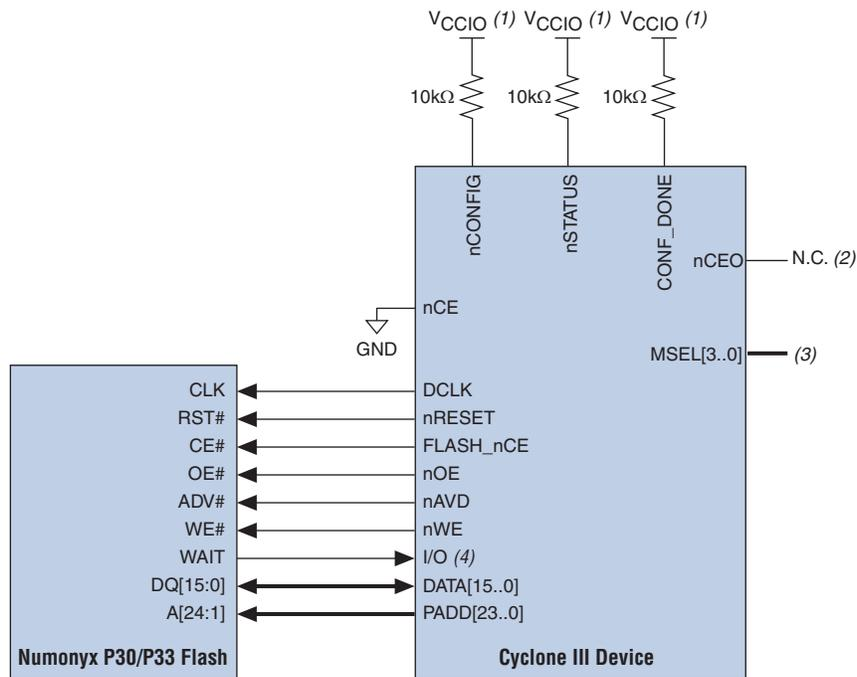 VCCIO (1) VCCIO (1) VCCIO (1)
10kΩ 10kΩ 10kΩ
nCONFIG
nSTATUS
CONF_DONE
nCEO N.C. (2)
nCE
GND
MSEL[3..0] (3)
CLK DCLK
RST# nRESET
CE# FLASH_nCE
OE# nOE
ADV# nAVD
WE# nWE
WAIT I/O (4)
DQ[15:0] DATA[15..0]
A[24:1] PADD[23..0]
Numonyx P30/P33 Flash Cyclone III Device